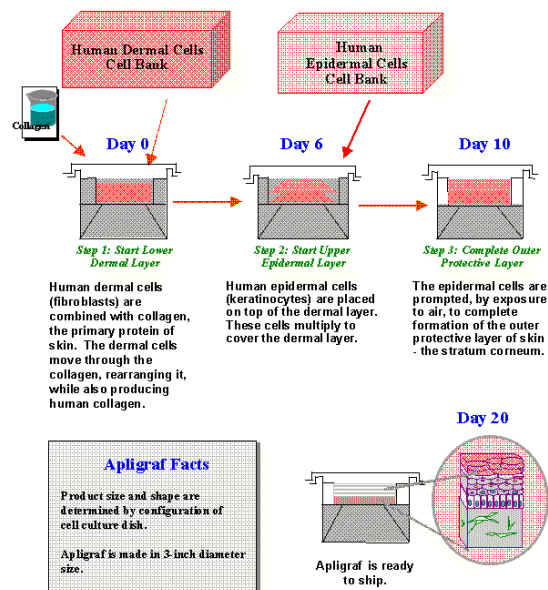 Human Dermal Cells
Cell Bank
Human
Epidermal Cells
Cell Bank
Collagen
Day 0
Day 6
Day 10
Step 1: Start Lower
Dermal Layer
Step 2: Start Upper
Epidermal Layer
Step 3: Complete Outer
Protective Layer
Human dermal cells
(fibroblasts) are
combined with collagen,
the primary protein of
skin. The dermal cells
move through the
collagen, rearranging it,
while also producing
human collagen.
Human epidermal cells
(keratinocytes) are placed
on top of the dermal layer.
These cells multiply to
cover the dermal layer.
The epidermal cells are
prompted, by exposure
to air, to complete
formation of the outer
protective layer of skin
- the stratum corneum.
Day 20
Apligraf Facts
Product size and shape are
determined by configuration of
cell culture dish.
Apligraf is made in 3-inch diameter
size.
Apligraf is ready
to ship.